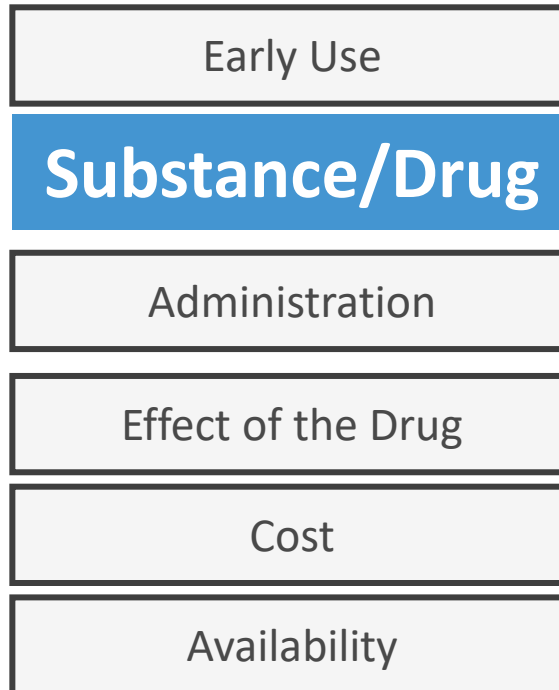 Early Use
Substance/Drug
Administration
Effect of the Drug
Cost
Availability